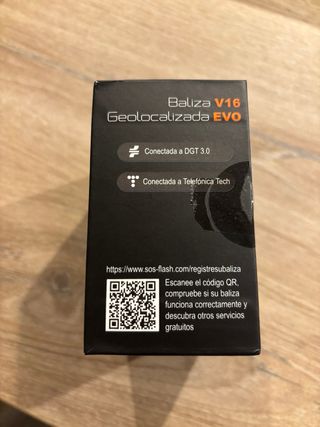 Baliza V16
Geolocalizada EVO
Conectada a DGT 3.0
Conectada a Telefónica Tech
https://www.sos-flash.com/registresubaliza
Escanee el código QR,
compruebe si su baliza
funciona correctamente y
descubra otros servicios
gratuitos